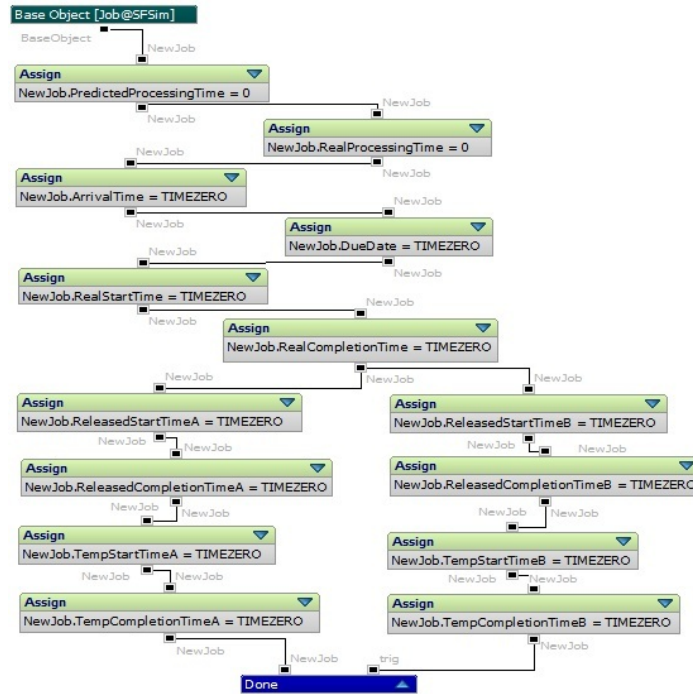 Base Object [Job@SFSim]
BaseObject
NewJob
Assign
NewJob.PredictedProcessingTime = 0
NewJob
NewJob
Assign
NewJob.RealProcessingTime = 0
NewJob
NewJob
Assign
NewJob.ArrivalTime = TIMEZERO
NewJob
NewJob
Assign
NewJob.DueDate = TIMEZERO
NewJob
NewJob
Assign
NewJob.RealStartTime = TIMEZERO
NewJob
NewJob
Assign
NewJob.RealCompletionTime = TIMEZERO
NewJob
NewJob
NewJob
Assign
NewJob.ReleasedStartTimeA = TIMEZERO
NewJob
NewJob
Assign
NewJob.ReleasedCompletionTimeA = TIMEZERO
NewJob
NewJob
Assign
NewJob.TempStartTimeA = TIMEZERO
NewJob
NewJob
Assign
NewJob.TempCompletionTimeA = TIMEZERO
NewJob
NewJob
Assign
NewJob.ReleasedStartTimeB = TIMEZERO
NewJob
NewJob
Assign
NewJob.ReleasedCompletionTimeB = TIMEZERO
NewJob
NewJob
Assign
NewJob.TempStartTimeB = TIMEZERO
NewJob
NewJob
Assign
NewJob.TempCompletionTimeB = TIMEZERO
NewJob
trig
Done